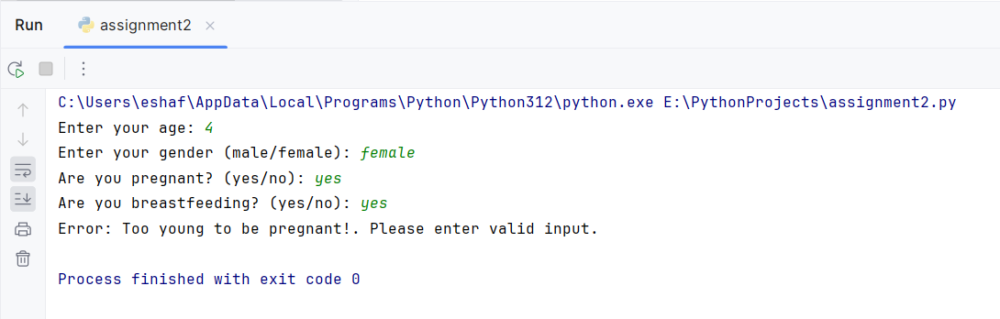 Run assignment2 ×
C:\Users\eshaf\AppData\Local\Programs\Python\Python312\python.exe E:\PythonProjects\assignment2.py
Enter your age: 4
Enter your gender (male/female): female
Are you pregnant? (yes/no): yes
Are you breastfeeding? (yes/no): yes
Error: Too young to be pregnant!. Please enter valid input.
Process finished with exit code 0